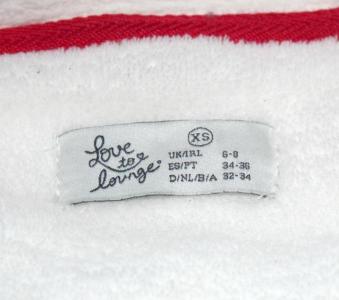 Love
to
lounge
XS
UK/IRL 6-8
ES/PT 34-36
D/NL/B/A 32-34